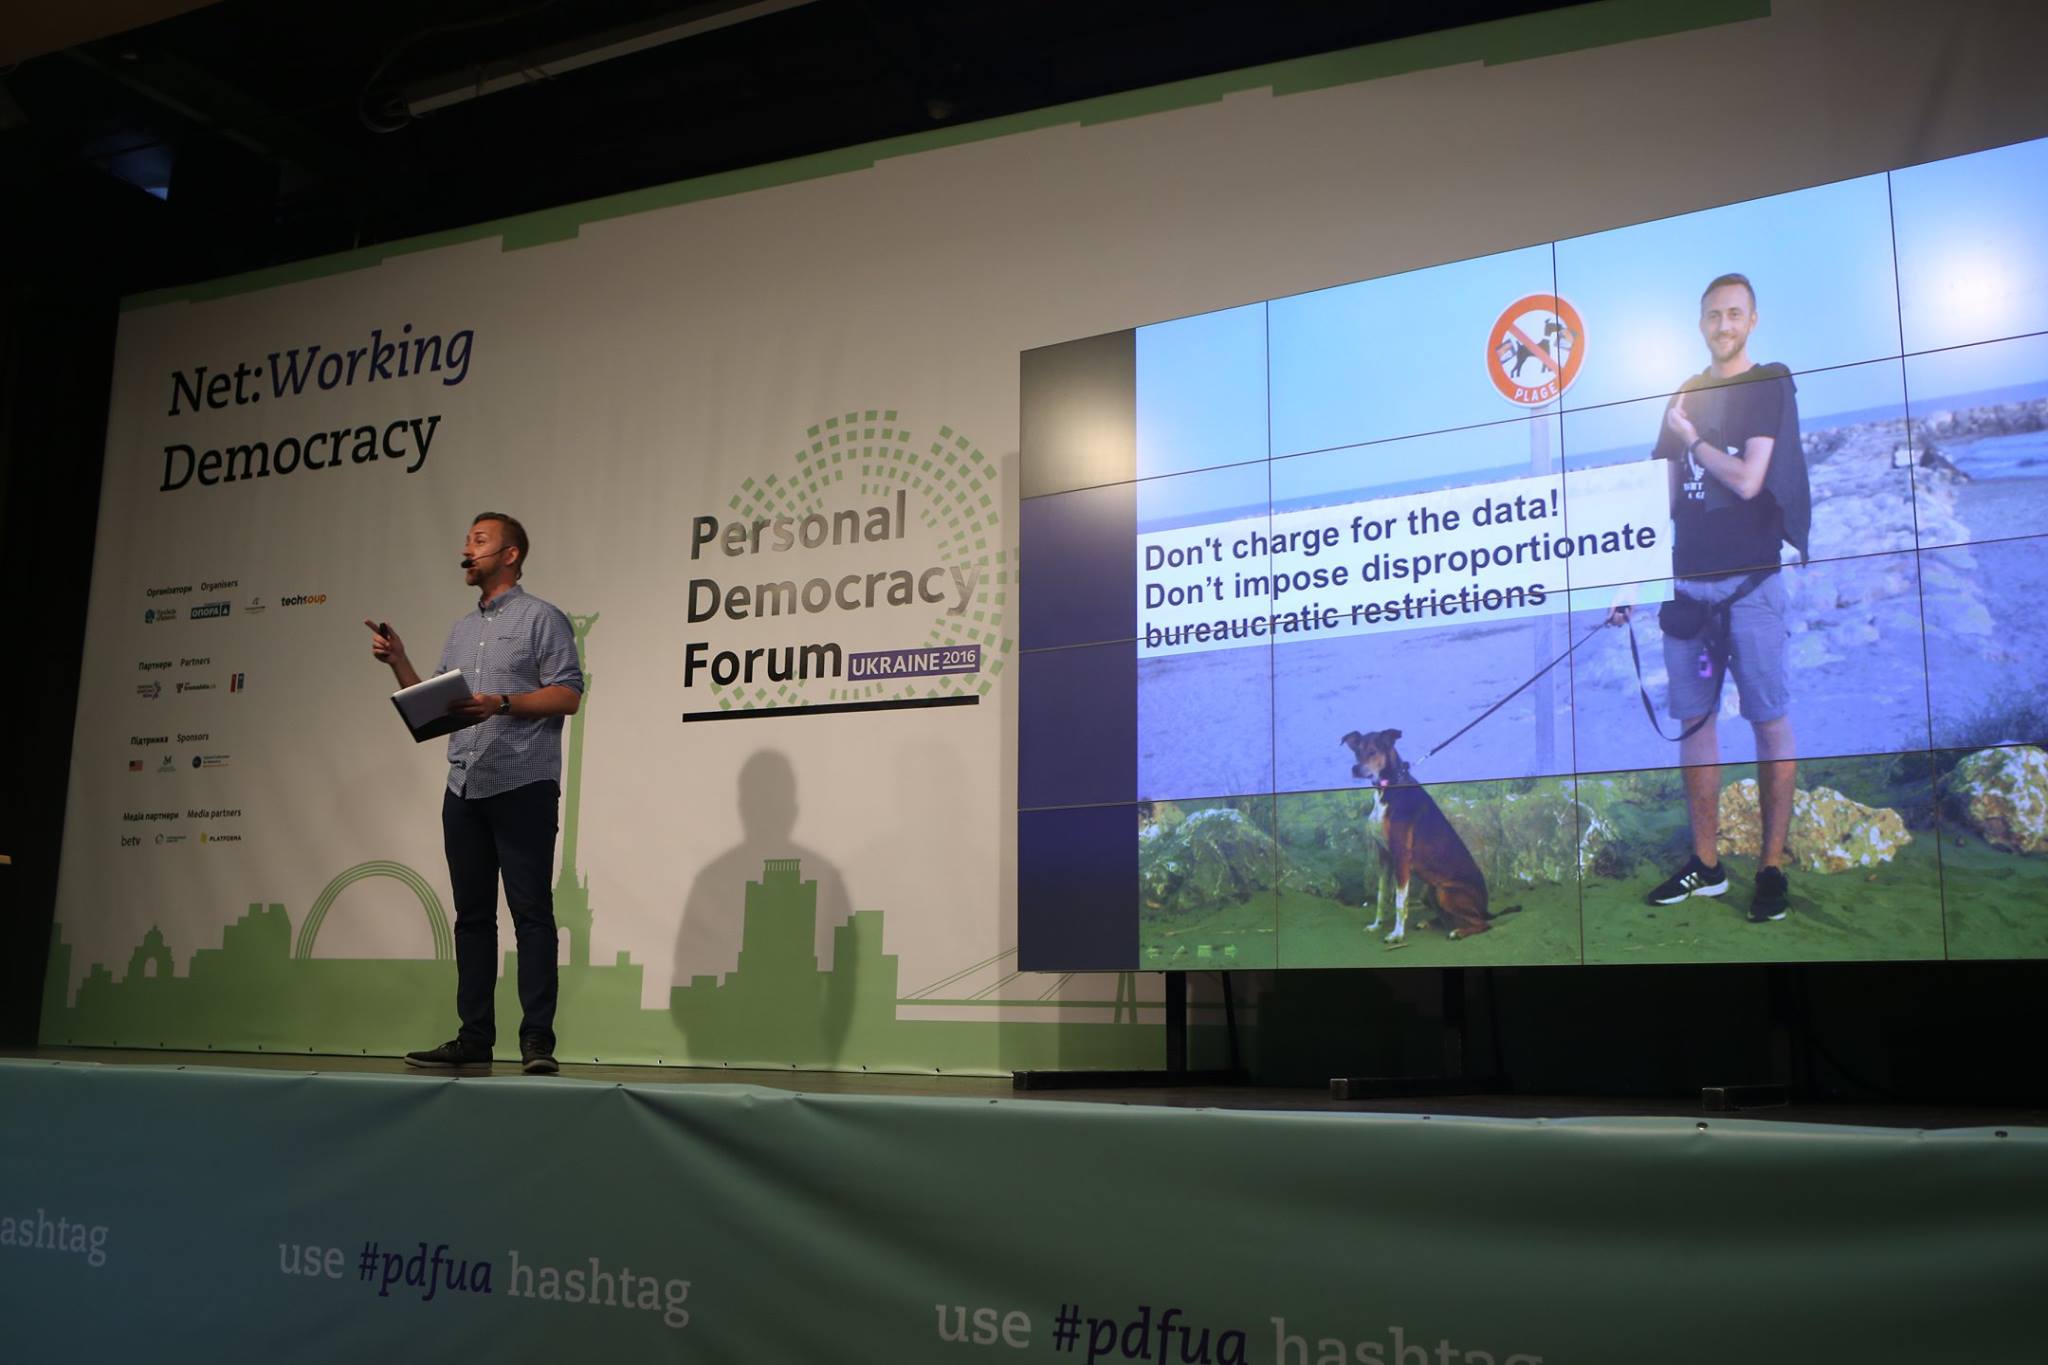 Net:Working
Democracy
Організатори Organisers
ОПОРА
techsoup
Партнери Partners
Підтримка Sponsors
Медіа партнери Media partners
betv
PLATFORMA
Personal
Democracy
Forum UKRAINE 2016
PLAGE
Don't charge for the data!
Don’t impose disproportionate
bureaucratic restrictions
ashtag
use #pdfua hashtag
use #pdfua hashtag